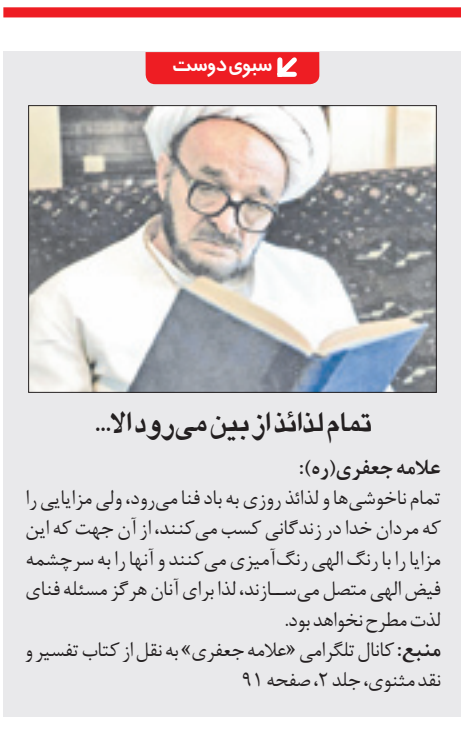 سبوی دوست
تمام لذائذ از بین می‌رود الا...
علامه جعفری(ره):
تمام ناخوشی‌ها و لذائذ روزی به باد فنا می‌رود، ولی مزایایی را
که مردان خدا در زندگانی کسب می‌کنند، از آن جهت که این
مزایا را با رنگ الهی رنگ‌آمیزی می‌کنند و آنها را به سرچشمه
فیض الهی متصل می‌سازند، لذا برای آنان هرگز مسئله فنای
لذت مطرح نخواهد بود.
منبع: کانال تلگرامی «علامه جعفری» به نقل از کتاب تفسیر و
نقد مثنوی، جلد ۲، صفحه ۹۱